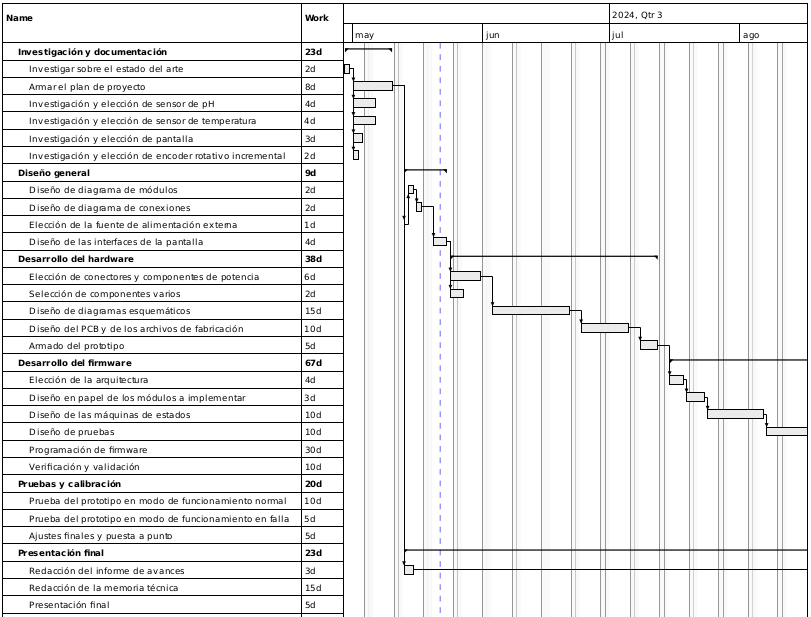 Name Work 2024, Qtr 3
may jun jul ago
Investigación y documentación 23d
Investigar sobre el estado del arte 2d
Armar el plan de proyecto 8d
Investigación y elección de sensor de pH 4d
Investigación y elección de sensor de temperatura 4d
Investigación y elección de pantalla 3d
Investigación y elección de encoder rotativo incremental 2d
Diseño general 9d
Diseño de diagrama de módulos 2d
Diseño de diagrama de conexiones 2d
Elección de la fuente de alimentación externa 1d
Diseño de las interfaces de la pantalla 4d
Desarrollo del hardware 38d
Elección de conectores y componentes de potencia 6d
Selección de componentes varios 2d
Diseño de diagramas esquemáticos 15d
Diseño del PCB y de los archivos de fabricación 10d
Armado del prototipo 5d
Desarrollo del firmware 67d
Elección de la arquitectura 4d
Diseño en papel de los módulos a implementar 3d
Diseño de las máquinas de estados 10d
Diseño de pruebas 10d
Programación de firmware 30d
Verificación y validación 10d
Pruebas y calibración 20d
Prueba del prototipo en modo de funcionamiento normal 10d
Prueba del prototipo en modo de funcionamiento en falla 5d
Ajustes finales y puesta a punto 5d
Presentación final 23d
Redacción del informe de avances 3d
Redacción de la memoria técnica 15d
Presentación final 5d